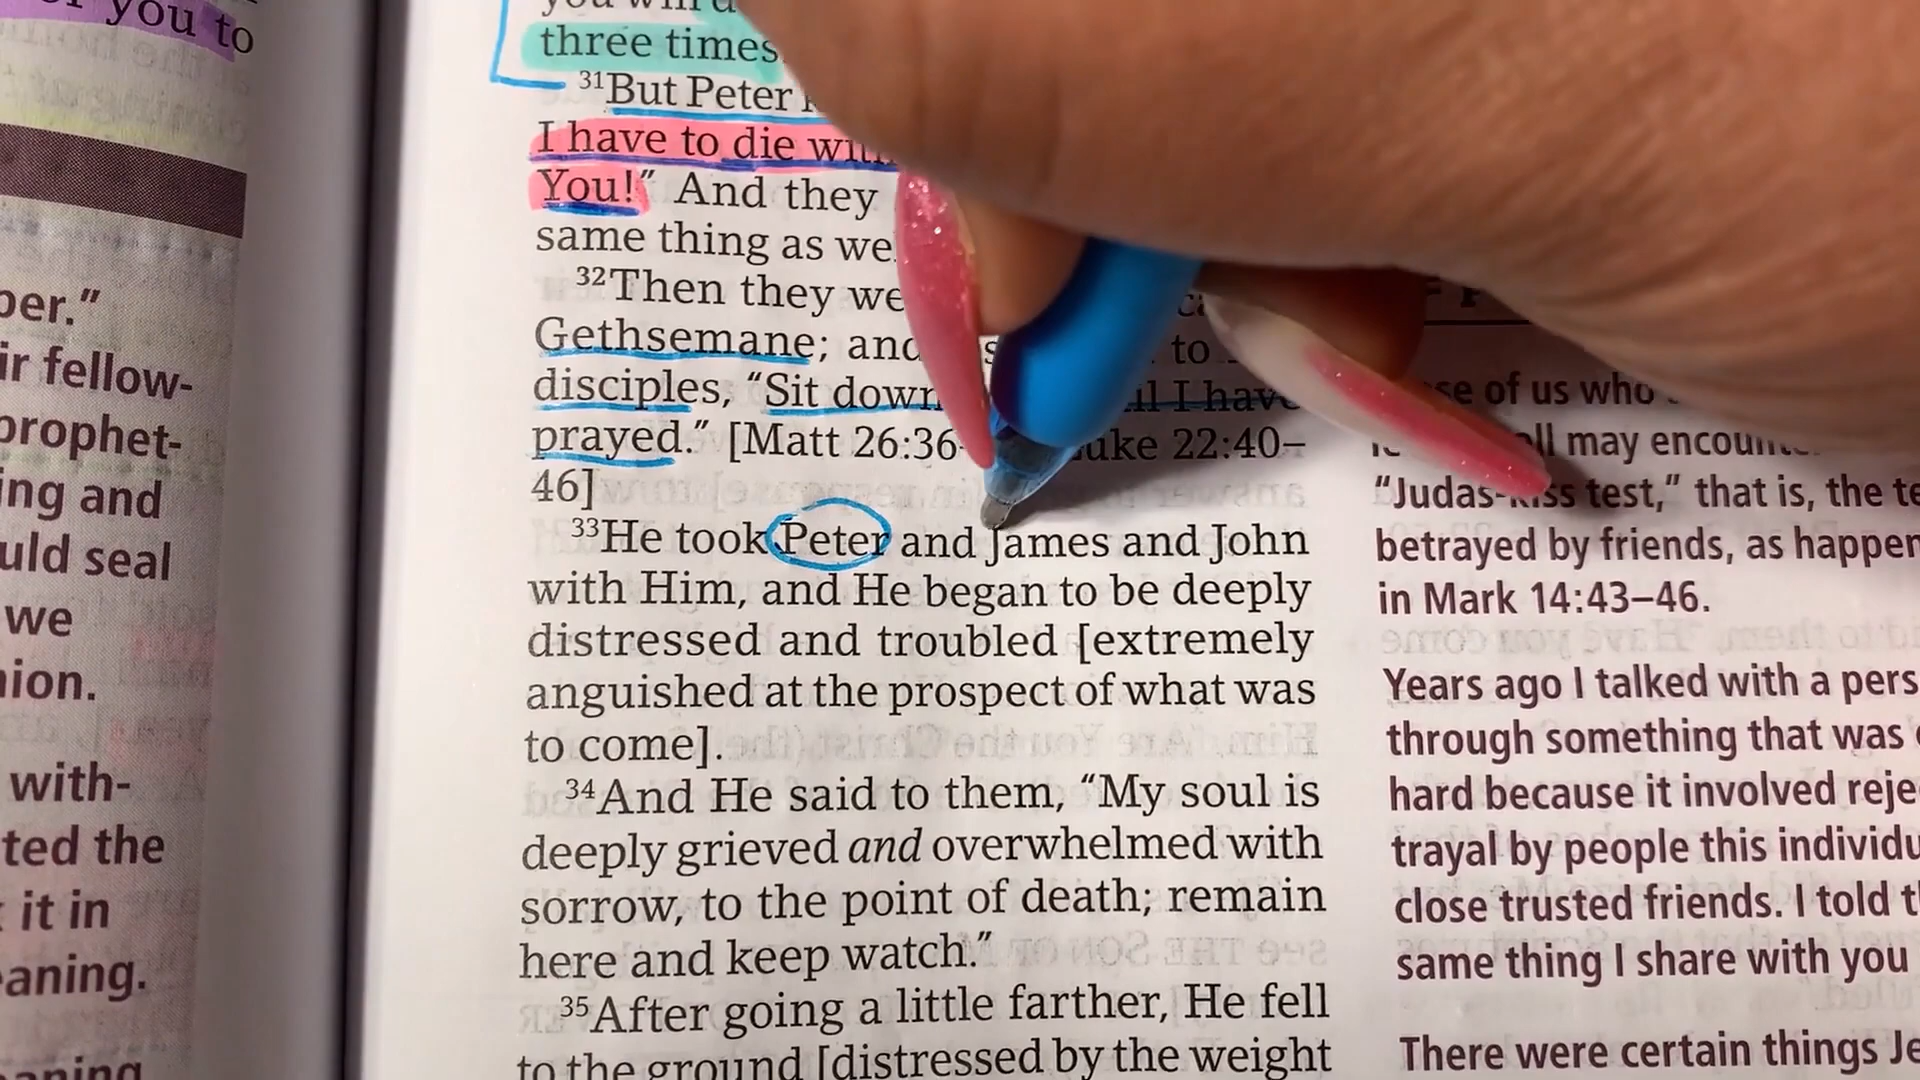 you to
per.”
ir fellow-
prophet-
ing and
uld seal
we
nion.
with-
ted the
it in
eaning.
you will d
three times
31But Peter
I have to die with
You!” And they
same thing as we
32Then they we
Gethsemane; and to
disciples, “Sit down I have
prayed.” [Matt 26:36 Luke 22:40–
46]
33He took Peter and James and John
with Him, and He began to be deeply
distressed and troubled [extremely
anguished at the prospect of what was
to come].
34And He said to them, “My soul is
deeply grieved and overwhelmed with
sorrow, to the point of death; remain
here and keep watch.”
35After going a little farther, He fell
to the ground [distressed by the weight
se of us who
all may encoun
“Judas-kiss test,” that is, the te
betrayed by friends, as happen
in Mark 14:43–46.
Years ago I talked with a pers
through something that was
hard because it involved reje
trayal by people this individu
close trusted friends. I told t
same thing I share with you
There were certain things Je